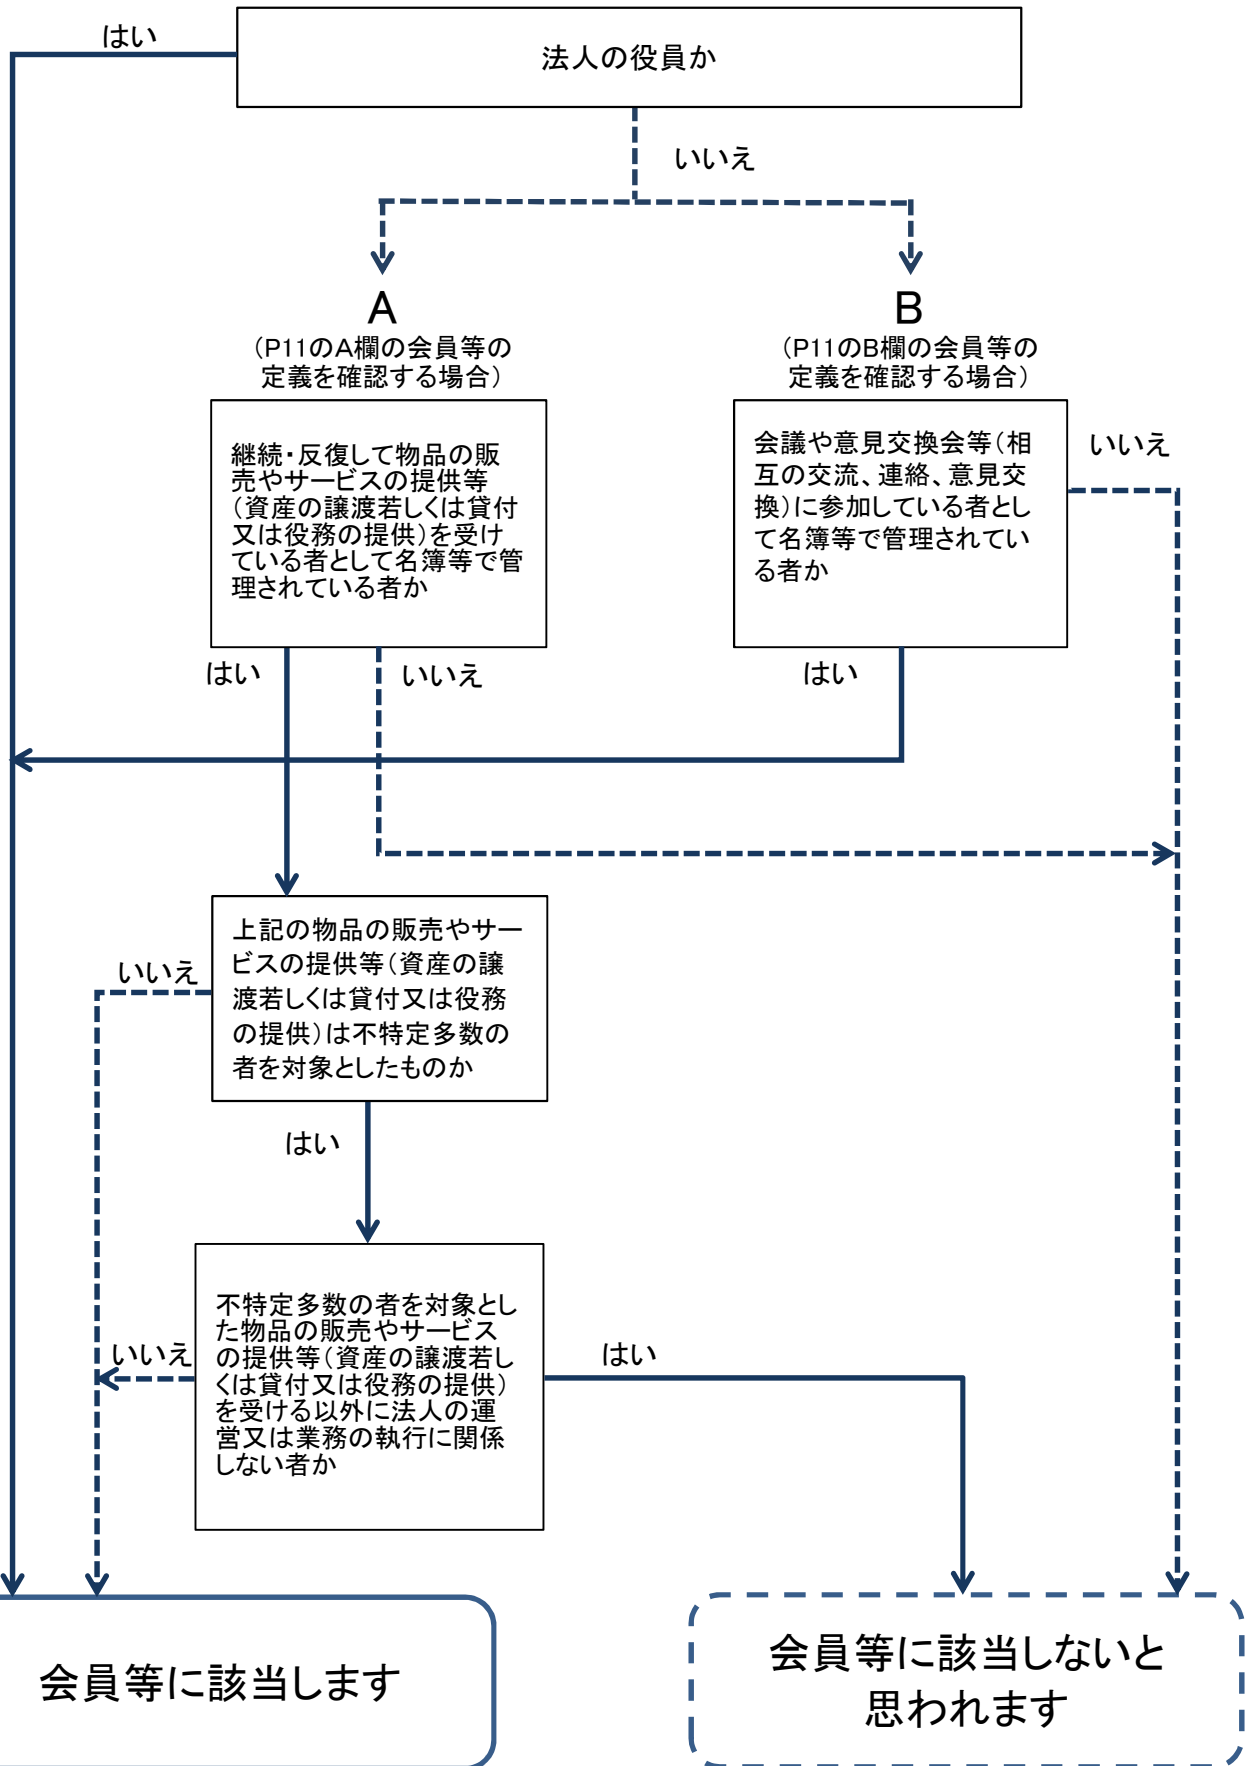 はい
法人の役員か
いいえ
A
(P11のA欄の会員等の
定義を確認する場合)
B
(P11のB欄の会員等の
定義を確認する場合)
継続・反復して物品の販
売やサービスの提供等
(資産の譲渡若しくは貸付
又は役務の提供)を受け
ている者として名簿等で管
理されている者か
会議や意見交換会等(相
互の交流、連絡、意見交
換)に参加している者とし
て名簿等で管理されてい
る者か
いいえ
はい
いいえ
はい
上記の物品の販売やサー
ビスの提供等(資産の譲
渡若しくは貸付又は役務
の提供)は不特定多数の
者を対象としたものか
いいえ
はい
不特定多数の者を対象とし
た物品の販売やサービス
の提供等(資産の譲渡若し
くは貸付又は役務の提供)
を受ける以外に法人の運
営又は業務の執行に関係
しない者か
いいえ
はい
会員等に該当します
会員等に該当しないと
思われます